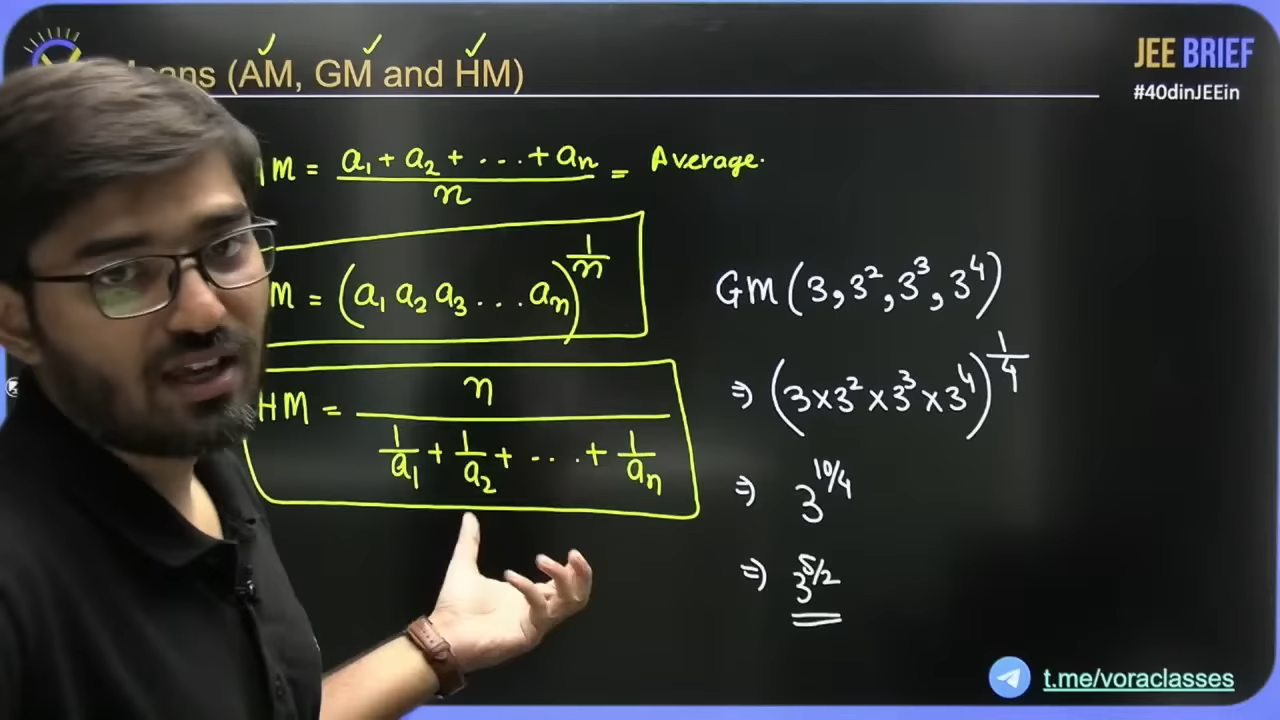 Means (AM, GM and HM)
JEE BRIEF
#40dinJEEin
M = (a₁ + a₂ + ... + aₙ)/n = Average.
M = (a₁ a₂ a₃ ... aₙ)^(1/n)
HM = n/(1/a₁ + 1/a₂ + ... + 1/aₙ)
GM (3, 3², 3³, 3⁴)
⇒ (3×3²×3³×3⁴)^(1/4)
⇒ 3^(10/4)
⇒ 3^(5/2)
t.me/voraclasses